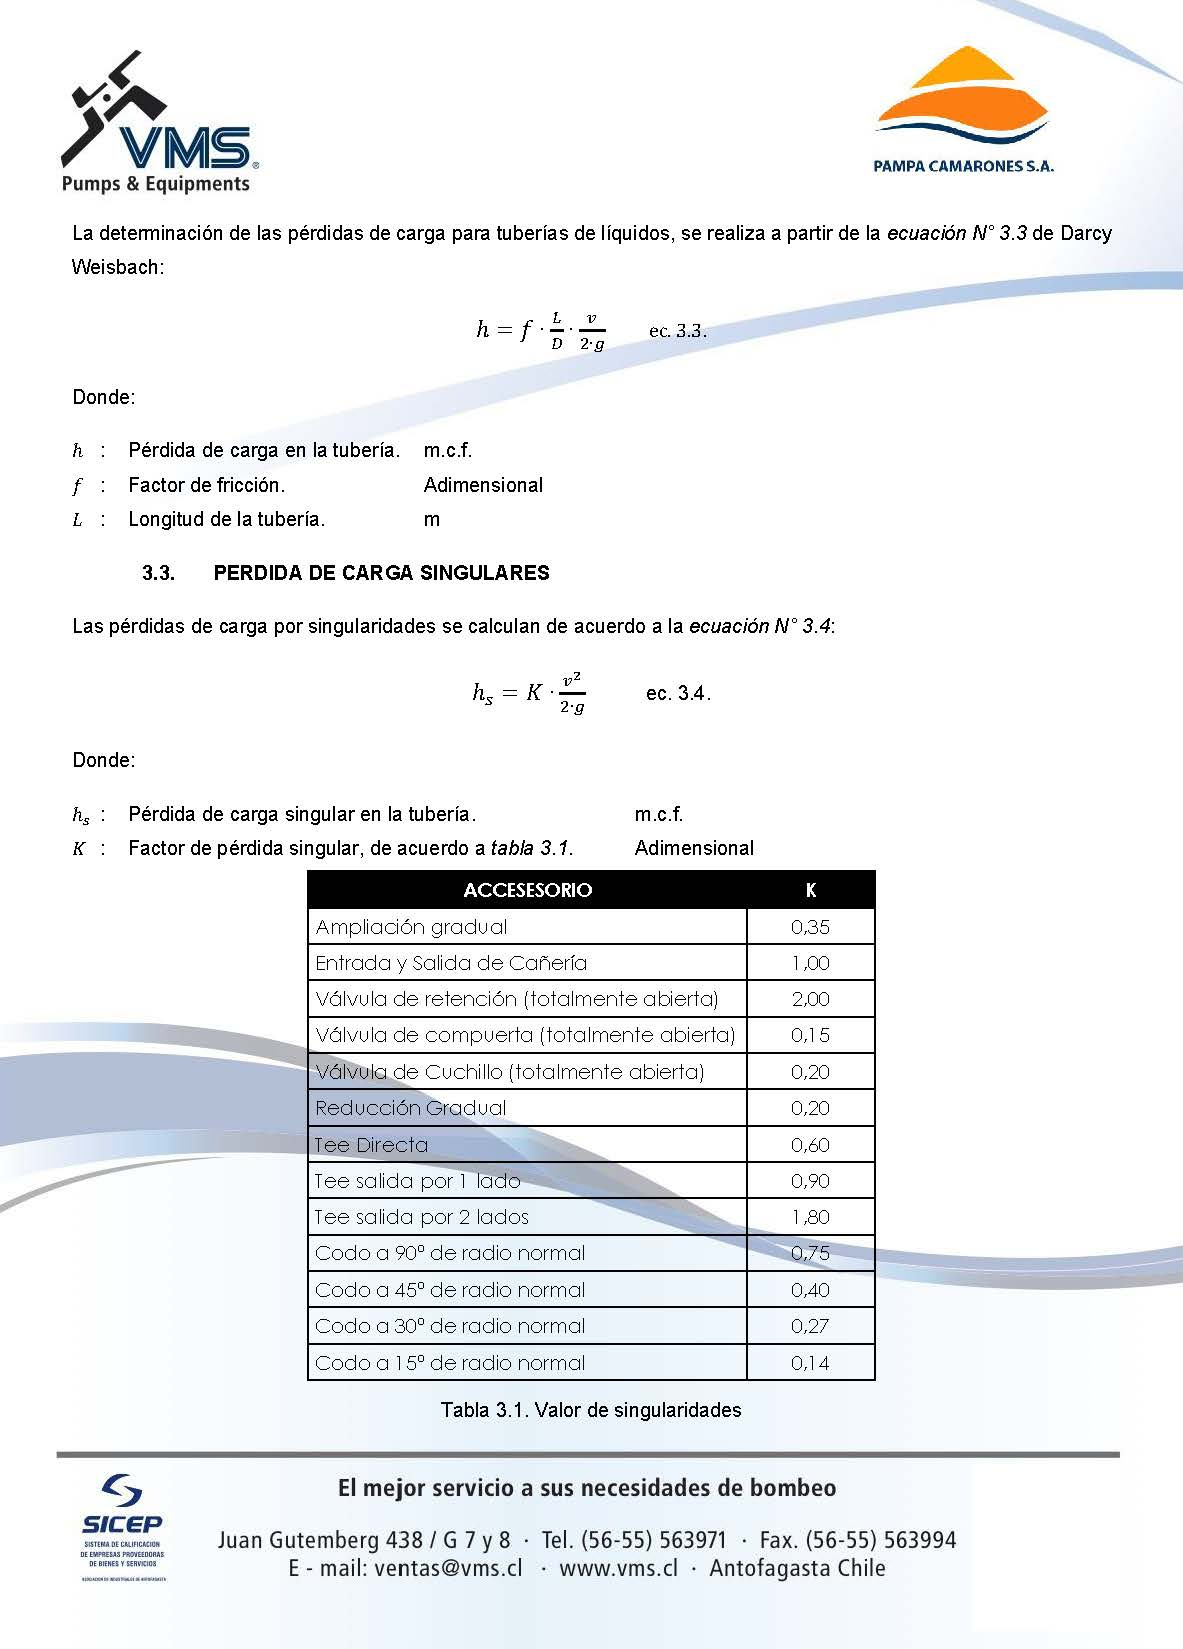 VMS®
Pumps & Equipments
PAMPA CAMARONES S.A.
La determinación de las pérdidas de carga para tuberías de líquidos, se realiza a partir de la ecuación N° 3.3 de Darcy
Weisbach:
h = f · L/D · v/2·g ec. 3.3.
Donde:
h : Pérdida de carga en la tubería. m.c.f.
f : Factor de fricción. Adimensional
L : Longitud de la tubería. m
3.3. PERDIDA DE CARGA SINGULARES
Las pérdidas de carga por singularidades se calculan de acuerdo a la ecuación N° 3.4:
hₛ = K · v²/2·g ec. 3.4.
Donde:
hₛ : Pérdida de carga singular en la tubería. m.c.f.
K : Factor de pérdida singular, de acuerdo a tabla 3.1. Adimensional
ACCESESORIO K
Ampliación gradual 0,35
Entrada y Salida de Cañería 1,00
Válvula de retención (totalmente abierta) 2,00
Válvula de compuerta (totalmente abierta) 0,15
Válvula de Cuchillo (totalmente abierta) 0,20
Reducción Gradual 0,20
Tee Directa 0,60
Tee salida por 1 lado 0,90
Tee salida por 2 lados 1,80
Codo a 90º de radio normal 0,75
Codo a 45º de radio normal 0,40
Codo a 30º de radio normal 0,27
Codo a 15º de radio normal 0,14
Tabla 3.1. Valor de singularidades
El mejor servicio a sus necesidades de bombeo
SICEP
SISTEMA DE CALIFICACION
DE EMPRESAS PROVEEDORAS
DE BIENES Y SERVICIOS
ASOCIACION DE INDUSTRIALES DE ANTOFAGASTA
Juan Gutemberg 438 / G 7 y 8 · Tel. (56-55) 563971 · Fax. (56-55) 563994
E - mail: ventas@vms.cl · www.vms.cl · Antofagasta Chile